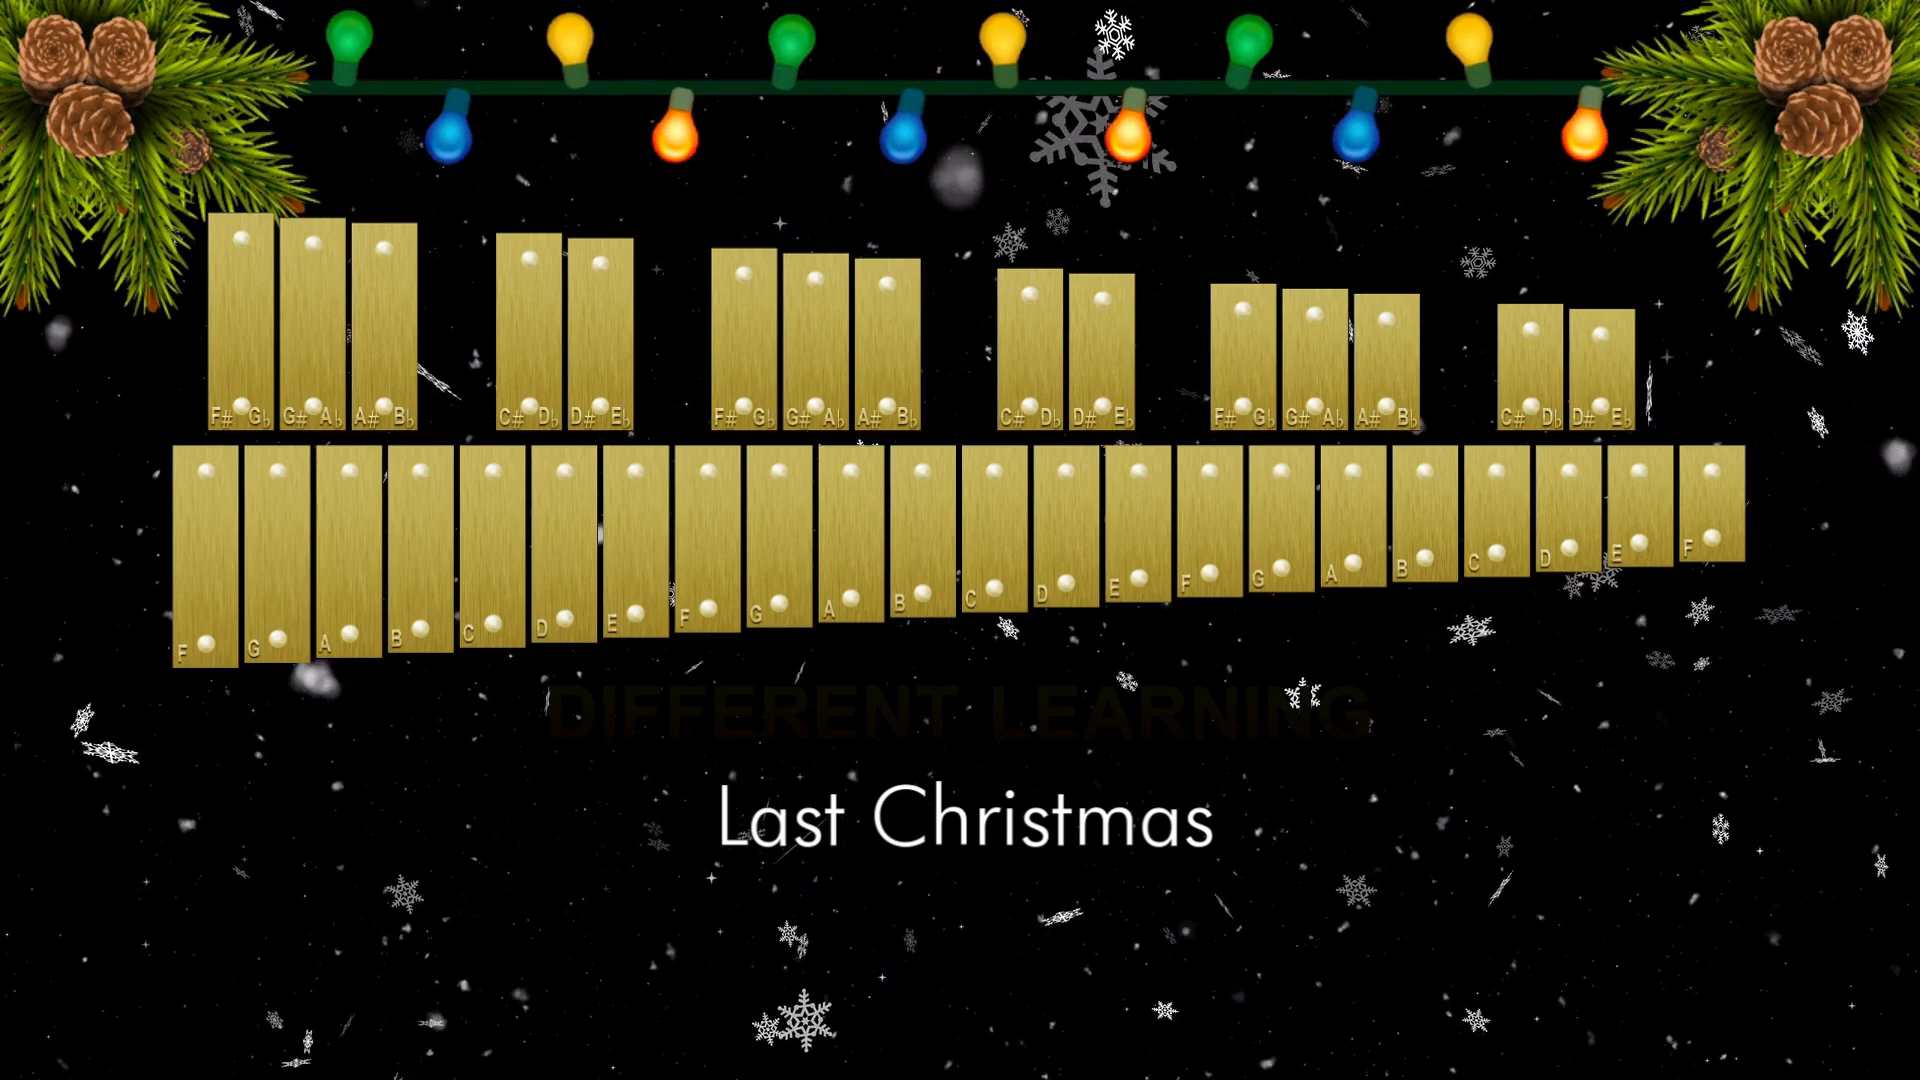 F# G♭ G# A♭ A# B♭ C# D♭ D# E♭ F# G♭ G# A♭ A# B♭ C# D♭ D# E♭ F# G♭ G# A♭ A# B♭ C# D♭ D# E♭
F G A B C D E F G A B C D E F G A B C D E F
DIFFERENT LEARNING
Last Christmas